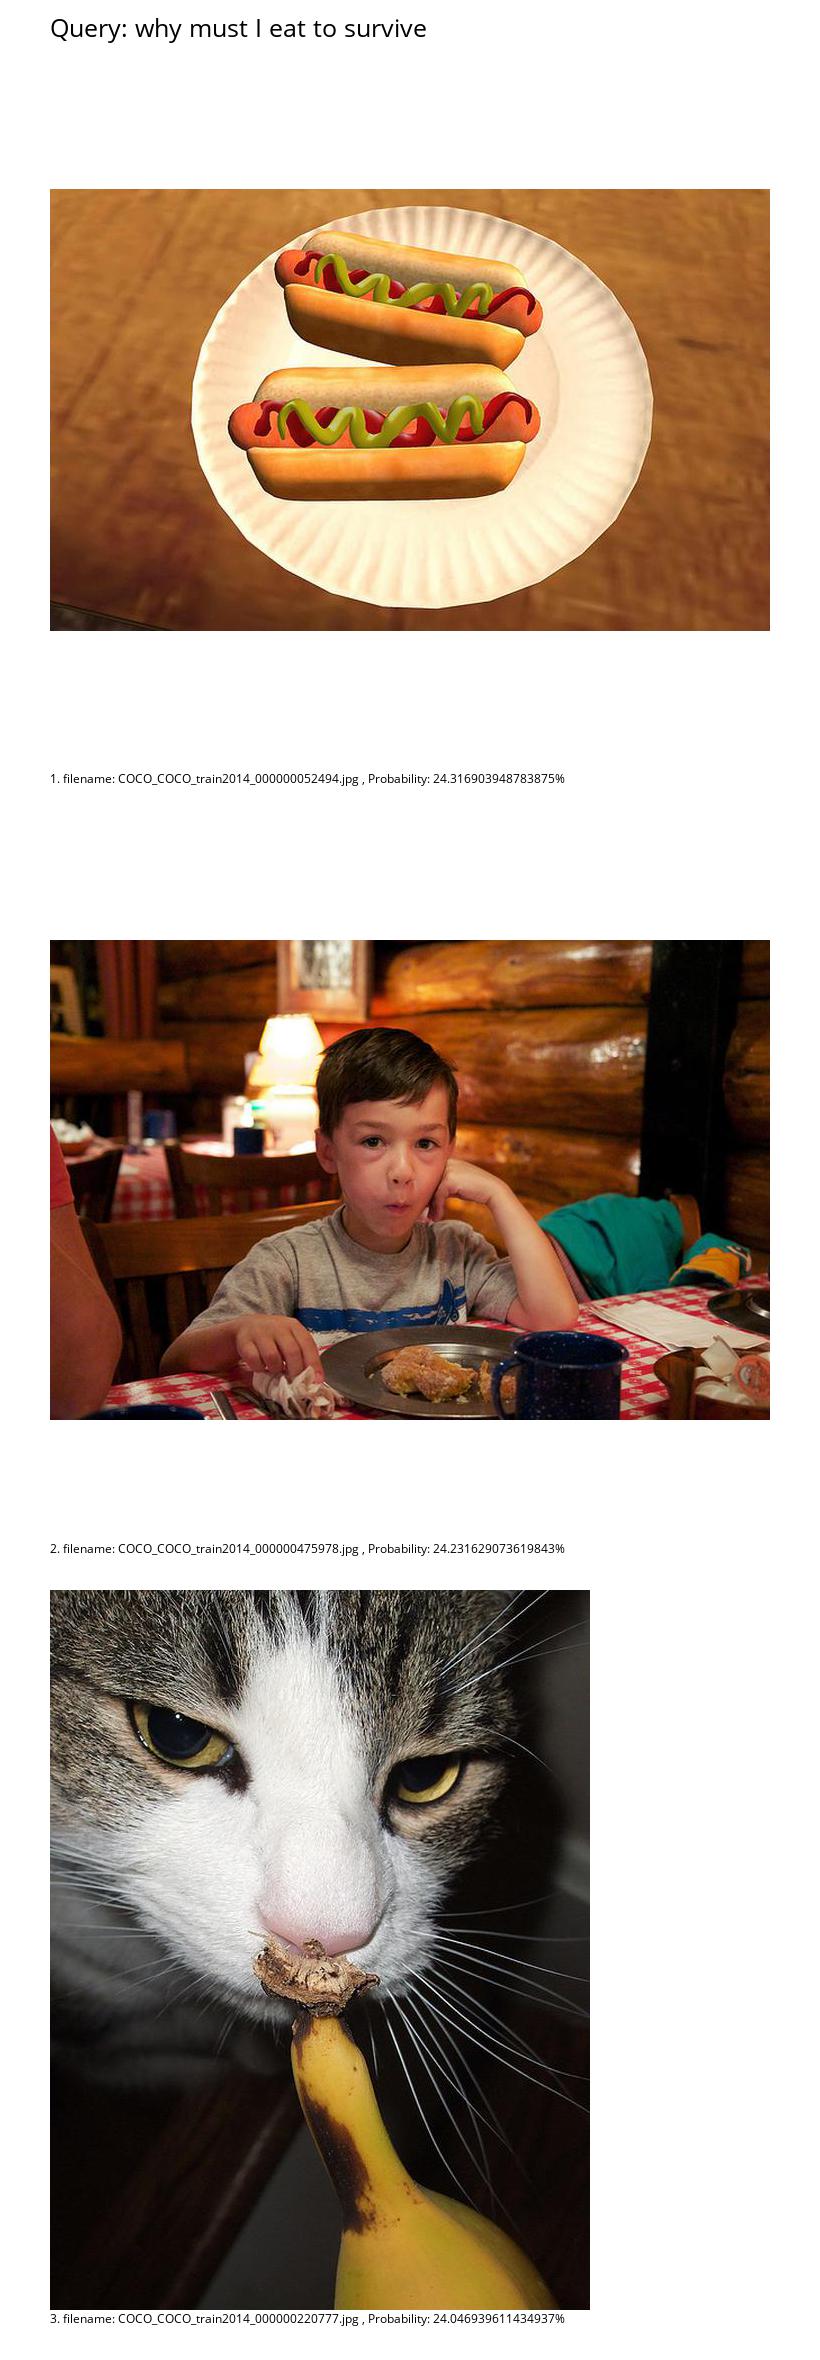 Query: why must I eat to survive
1. filename: COCO_COCO_train2014_000000052494.jpg , Probability: 24.316903948783875%
2. filename: COCO_COCO_train2014_000000475978.jpg , Probability: 24.231629073619843%
3. filename: COCO_COCO_train2014_000000220777.jpg , Probability: 24.046939611434937%